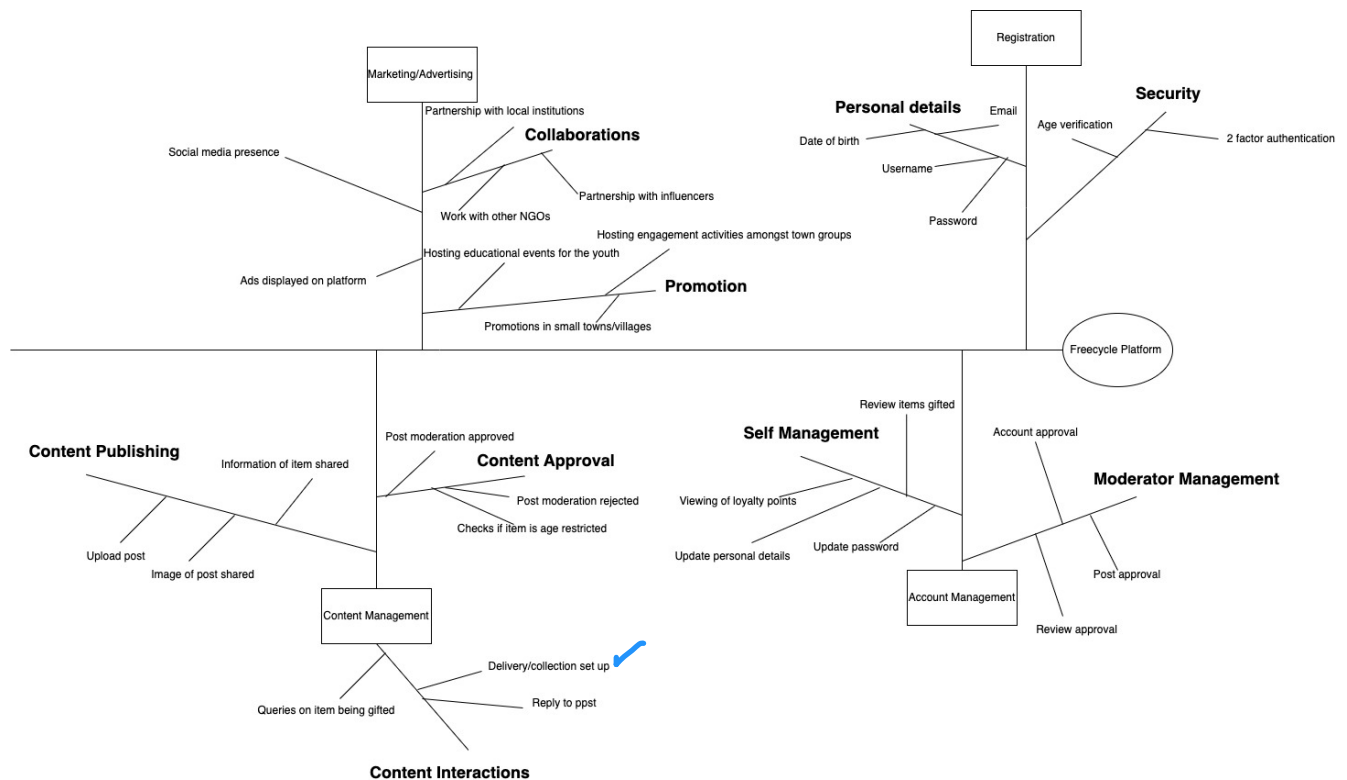 Registration
Marketing/Advertising
Security
Personal details
Email
Partnership with local institutions
Age verification
Collaborations
2 factor authentication
Date of birth
Social media presence
Username
Partnership with influencers
Work with other NGOs
Password
Hosting engagement activities amongst town groups
Hosting educational events for the youth
Ads displayed on platform
Promotion
Promotions in small towns/villages
Freecycle Platform
Review items gifted
Self Management
Account approval
Post moderation approved
Content Publishing
Content Approval
Information of item shared
Moderator Management
Viewing of loyalty points
Post moderation rejected
Checks if item is age restricted
Update password
Upload post
Update personal details
Image of post shared
Post approval
Account Management
Content Management
Review approval
Delivery/collection set up
Reply to ppst
Queries on item being gifted
Content Interactions